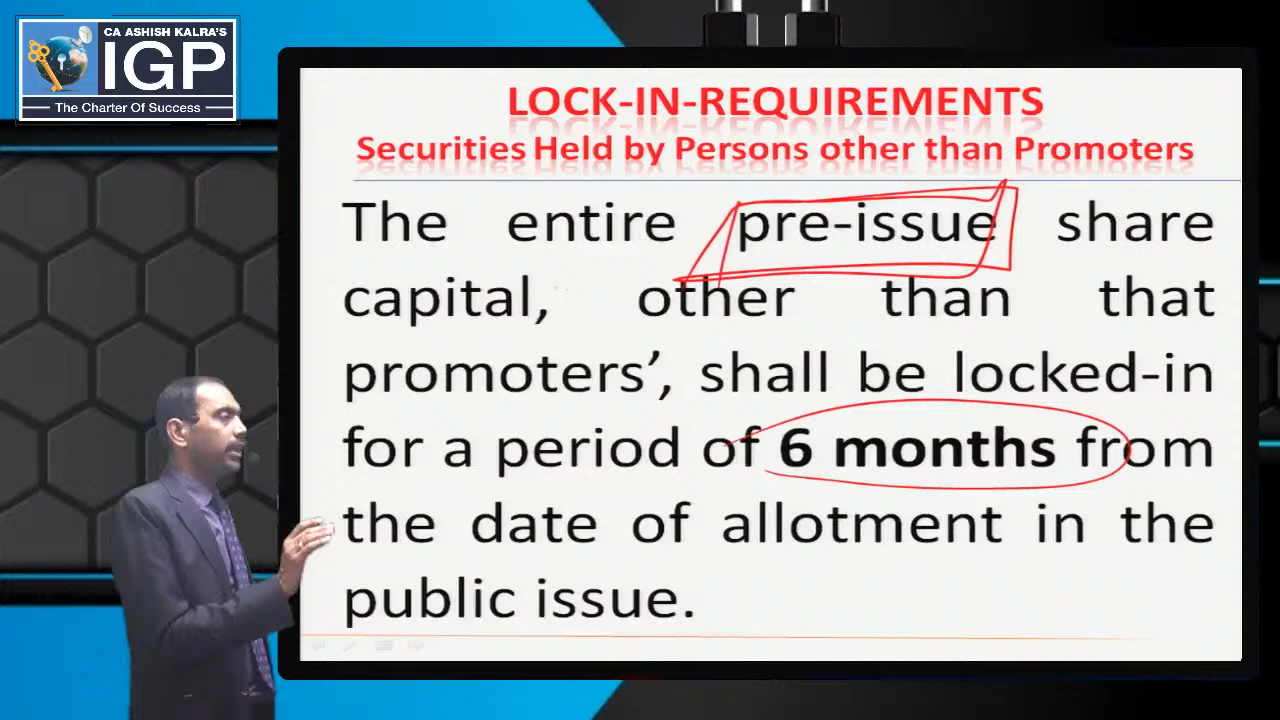 CA ASHISH KALRA'S
IGP
The Charter Of Success
LOCK-IN-REQUIREMENTS
Securities Held by Persons other than Promoters
The entire pre-issue share
capital, other than that
promoters’, shall be locked-in
for a period of 6 months from
the date of allotment in the
public issue.